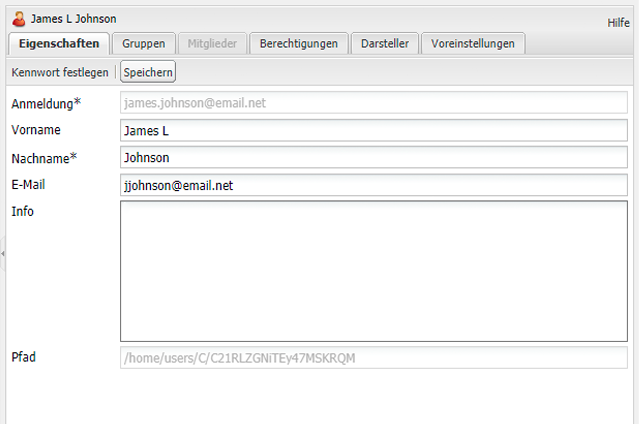 James L Johnson
Hilfe
Eigenschaften Gruppen Mitglieder Berechtigungen Darsteller Voreinstellungen
Kennwort festlegen Speichern
Anmeldung* james.johnson@email.net
Vorname James L
Nachname* Johnson
E-Mail jjohnson@email.net
Info
Pfad /home/users/C/C21RLZGNiTEy47MSKRQM